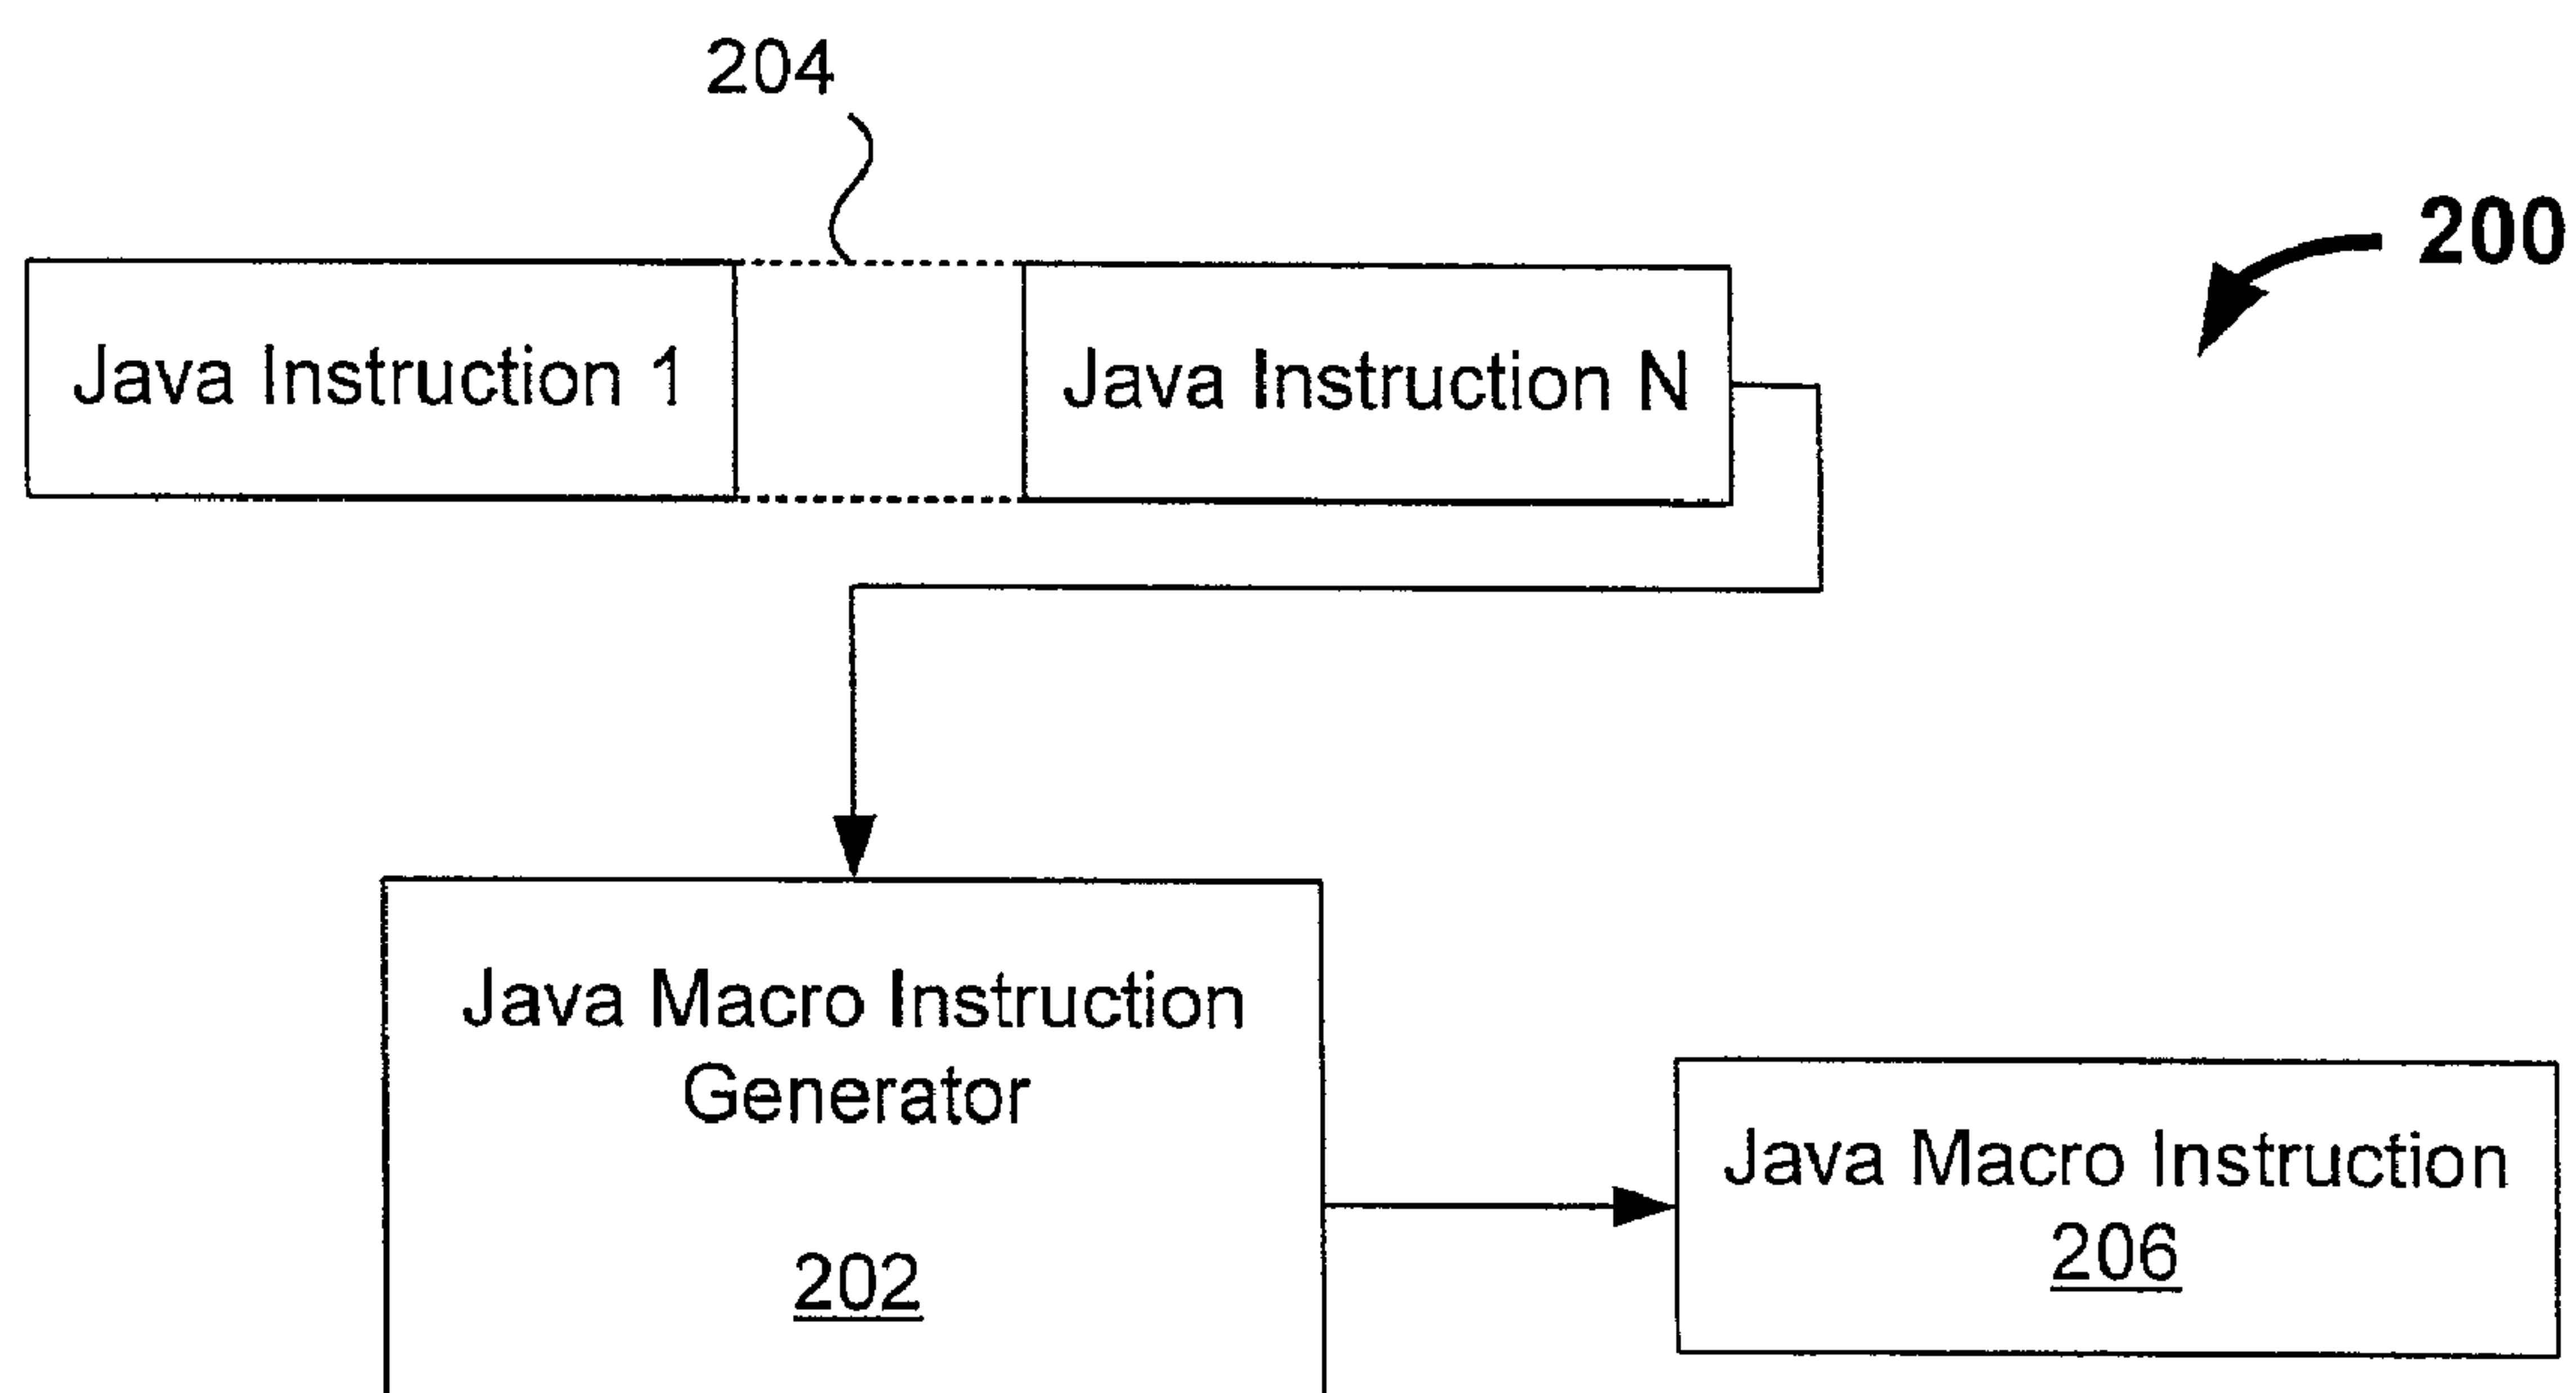 204
200
Java Instruction 1
Java Instruction N
Java Macro Instruction
Generator
202
Java Macro Instruction
206